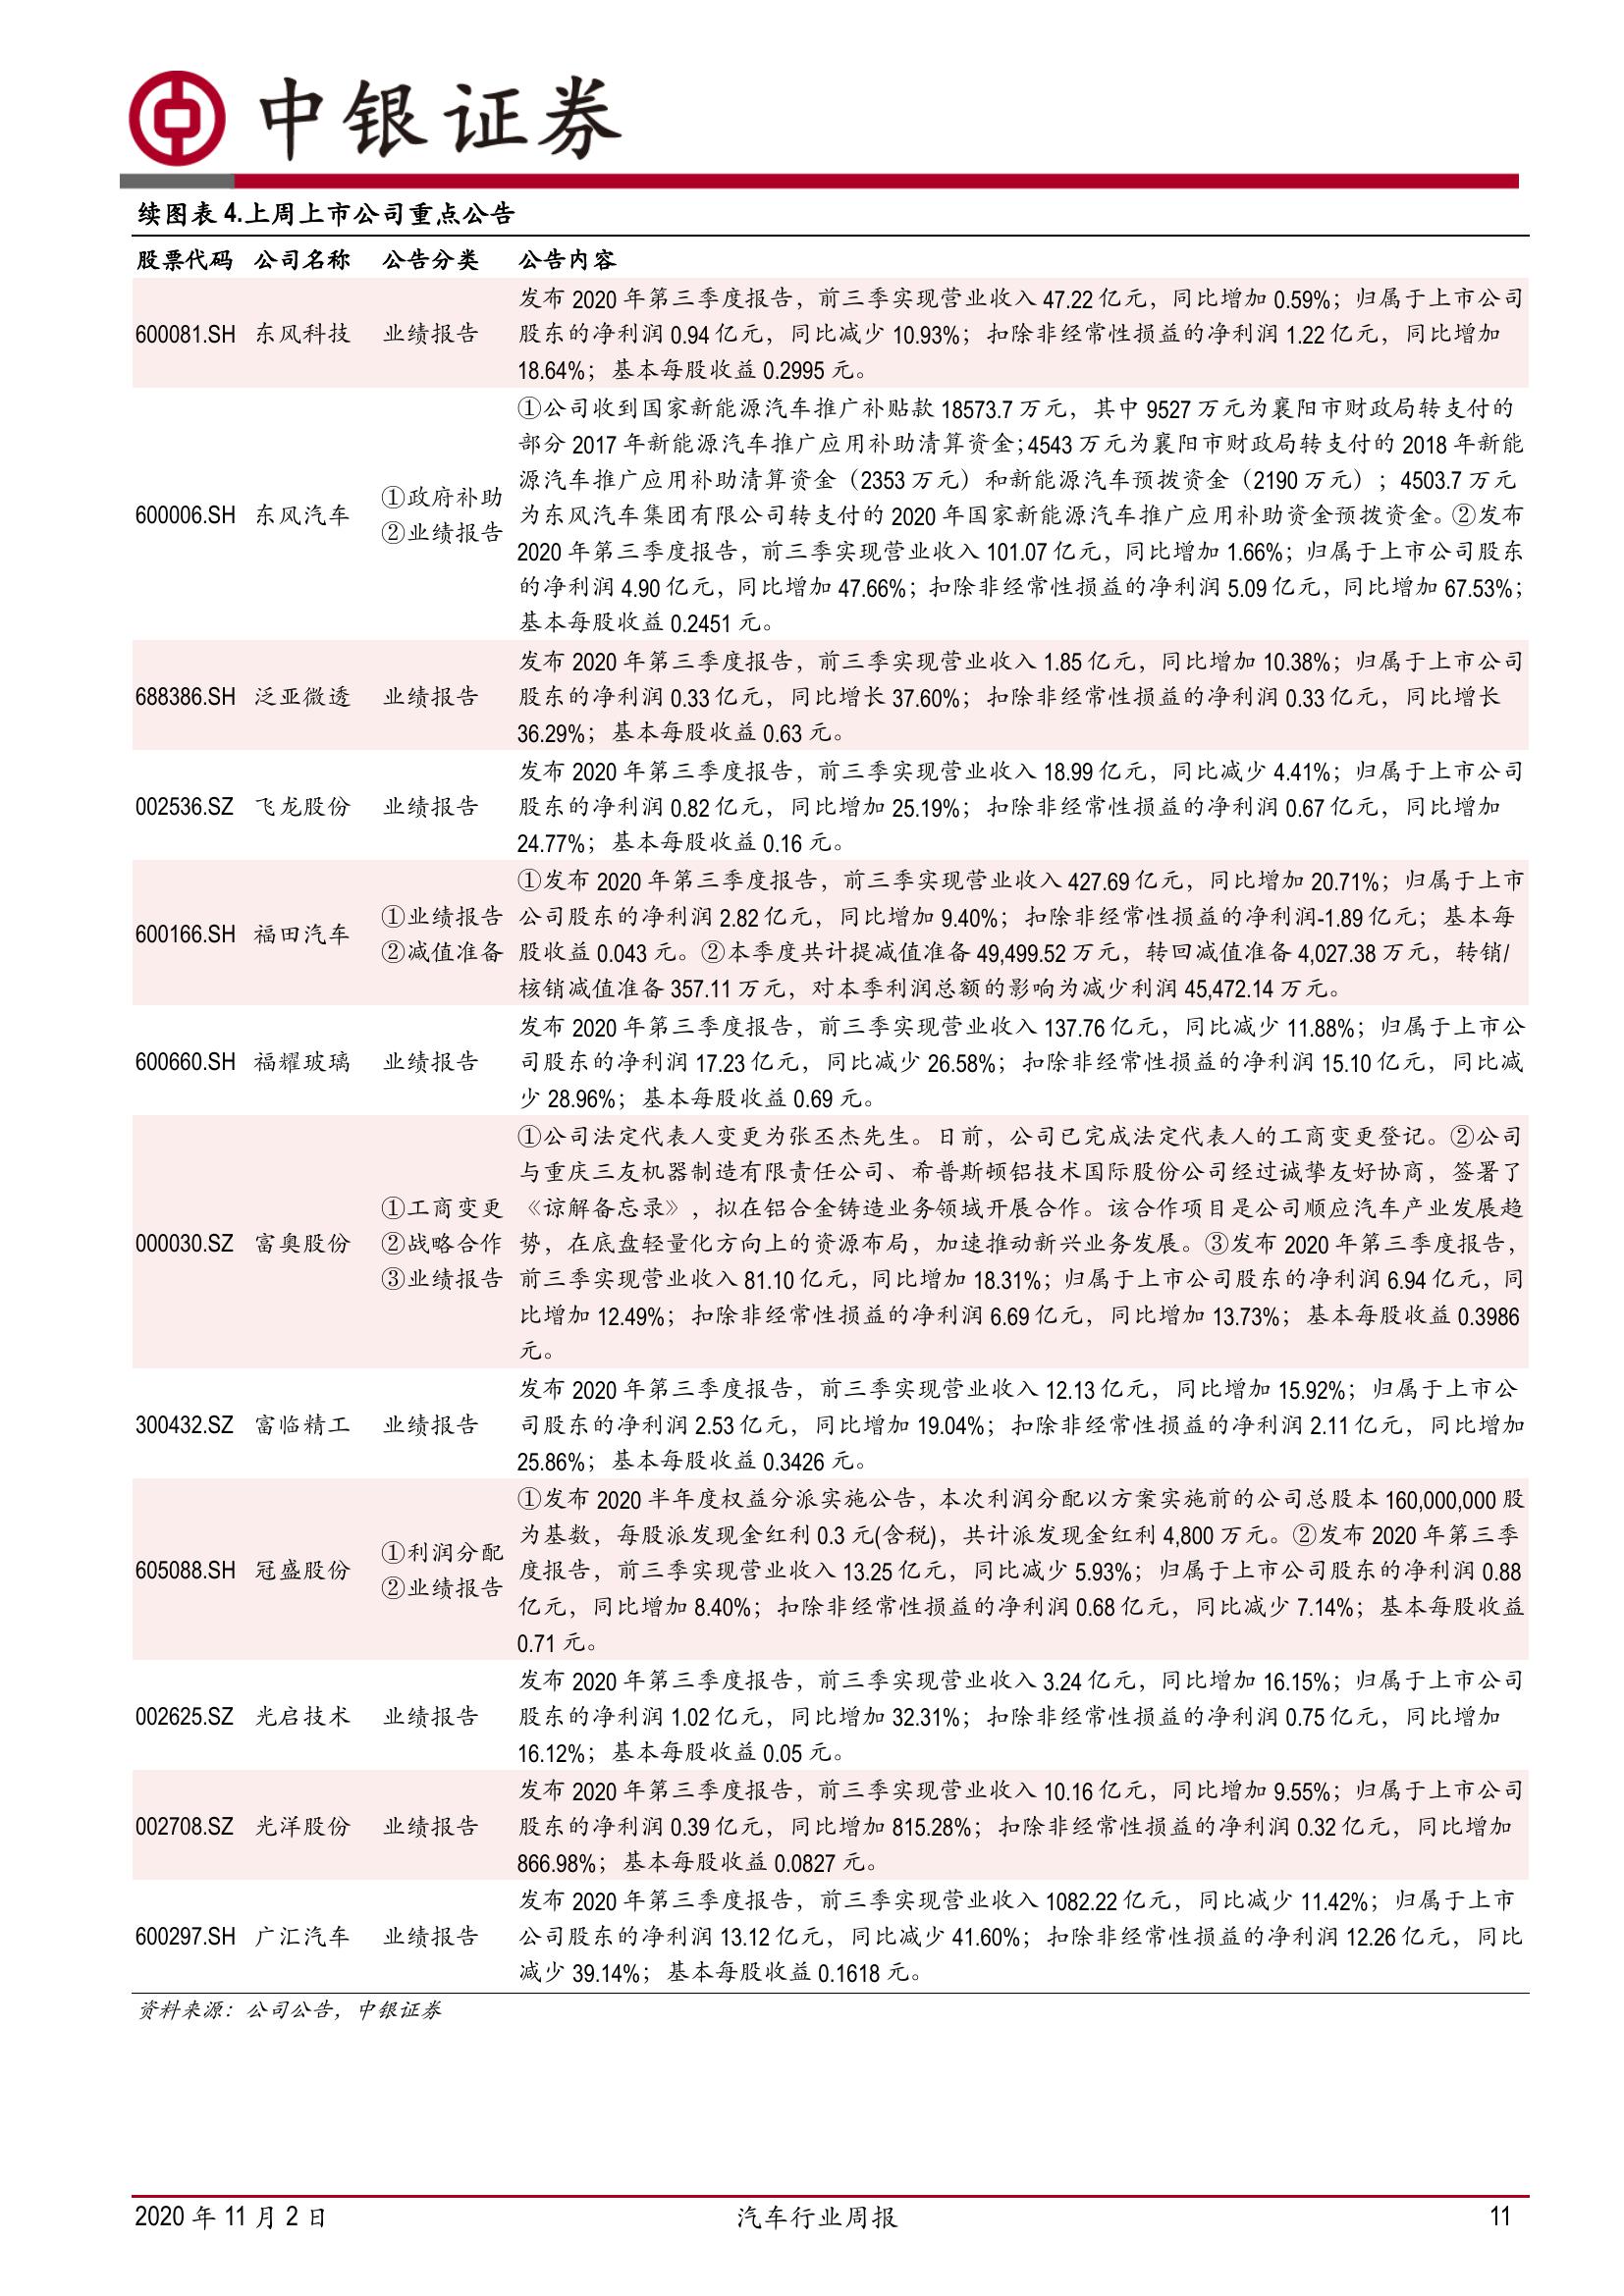 中银证券
续图表 4.上周上市公司重点公告
股票代码 公司名称 公告分类 公告内容
发布 2020 年第三季度报告，前三季实现营业收入 47.22 亿元，同比增加 0.59%；归属于上市公司
600081.SH 东风科技 业绩报告 股东的净利润 0.94 亿元，同比减少 10.93%；扣除非经常性损益的净利润 1.22 亿元，同比增加
18.64%；基本每股收益 0.2995 元。
①公司收到国家新能源汽车推广补贴款 18573.7 万元，其中 9527 万元为襄阳市财政局转支付的
部分 2017 年新能源汽车推广应用补助清算资金；4543 万元为襄阳市财政局转支付的 2018 年新能
源汽车推广应用补助清算资金（2353 万元）和新能源汽车预拨资金（2190 万元）；4503.7 万元
600006.SH 东风汽车 ①政府补助 ②业绩报告 为东风汽车集团有限公司转支付的 2020 年国家新能源汽车推广应用补助资金预拨资金。②发布
2020 年第三季度报告，前三季实现营业收入 101.07 亿元，同比增加 1.66%；归属于上市公司股东
的净利润 4.90 亿元，同比增加 47.66%；扣除非经常性损益的净利润 5.09 亿元，同比增加 67.53%；
基本每股收益 0.2451 元。
发布 2020 年第三季度报告，前三季实现营业收入 1.85 亿元，同比增加 10.38%；归属于上市公司
688386.SH 泛亚微透 业绩报告 股东的净利润 0.33 亿元，同比增长 37.60%；扣除非经常性损益的净利润 0.33 亿元，同比增长
36.29%；基本每股收益 0.63 元。
发布 2020 年第三季度报告，前三季实现营业收入 18.99 亿元，同比减少 4.41%；归属于上市公司
002536.SZ 飞龙股份 业绩报告 股东的净利润 0.82 亿元，同比增加 25.19%；扣除非经常性损益的净利润 0.67 亿元，同比增加
24.77%；基本每股收益 0.16 元。
①发布 2020 年第三季度报告，前三季实现营业收入 427.69 亿元，同比增加 20.71%；归属于上市
600166.SH 福田汽车 ①业绩报告 公司股东的净利润 2.82 亿元，同比增加 9.40%；扣除非经常性损益的净利润-1.89 亿元；基本每
②减值准备 股收益 0.043 元。②本季度共计提减值准备 49,499.52 万元，转回减值准备 4,027.38 万元，转销/
核销减值准备 357.11 万元，对本季利润总额的影响为减少利润 45,472.14 万元。
发布 2020 年第三季度报告，前三季实现营业收入 137.76 亿元，同比减少 11.88%；归属于上市公
600660.SH 福耀玻璃 业绩报告 司股东的净利润 17.23 亿元，同比减少 26.58%；扣除非经常性损益的净利润 15.10 亿元，同比减
少 28.96%；基本每股收益 0.69 元。
①公司法定代表人变更为张丕杰先生。日前，公司已完成法定代表人的工商变更登记。②公司
与重庆三友机器制造有限责任公司、希普斯顿铝技术国际股份公司经过诚挚友好协商，签署了
①工商变更 《谅解备忘录》，拟在铝合金铸造业务领域开展合作。该合作项目是公司顺应汽车产业发展趋
000030.SZ 富奥股份 ②战略合作 势，在底盘轻量化方向上的资源布局，加速推动新兴业务发展。③发布 2020 年第三季度报告，
③业绩报告 前三季实现营业收入 81.10 亿元，同比增加 18.31%；归属于上市公司股东的净利润 6.94 亿元，同
比增加 12.49%；扣除非经常性损益的净利润 6.69 亿元，同比增加 13.73%；基本每股收益 0.3986
元。
发布 2020 年第三季度报告，前三季实现营业收入 12.13 亿元，同比增加 15.92%；归属于上市公
300432.SZ 富临精工 业绩报告 司股东的净利润 2.53 亿元，同比增加 19.04%；扣除非经常性损益的净利润 2.11 亿元，同比增加
25.86%；基本每股收益 0.3426 元。
①发布 2020 半年度权益分派实施公告，本次利润分配以方案实施前的公司总股本 160,000,000 股
①利润分配 为基数，每股派发现金红利 0.3 元(含税)，共计派发现金红利 4,800 万元。②发布 2020 年第三季
605088.SH 冠盛股份 ②业绩报告 度报告，前三季实现营业收入 13.25 亿元，同比减少 5.93%；归属于上市公司股东的净利润 0.88
亿元，同比增加 8.40%；扣除非经常性损益的净利润 0.68 亿元，同比减少 7.14%；基本每股收益
0.71 元。
发布 2020 年第三季度报告，前三季实现营业收入 3.24 亿元，同比增加 16.15%；归属于上市公司
002625.SZ 光启技术 业绩报告 股东的净利润 1.02 亿元，同比增加 32.31%；扣除非经常性损益的净利润 0.75 亿元，同比增加
16.12%；基本每股收益 0.05 元。
发布 2020 年第三季度报告，前三季实现营业收入 10.16 亿元，同比增加 9.55%；归属于上市公司
002708.SZ 光洋股份 业绩报告 股东的净利润 0.39 亿元，同比增加 815.28%；扣除非经常性损益的净利润 0.32 亿元，同比增加
866.98%；基本每股收益 0.0827 元。
发布 2020 年第三季度报告，前三季实现营业收入 1082.22 亿元，同比减少 11.42%；归属于上市
600297.SH 广汇汽车 业绩报告 公司股东的净利润 13.12 亿元，同比减少 41.60%；扣除非经常性损益的净利润 12.26 亿元，同比
减少 39.14%；基本每股收益 0.1618 元。
资料来源：公司公告，中银证券
2020 年 11 月 2 日 汽车行业周报 11